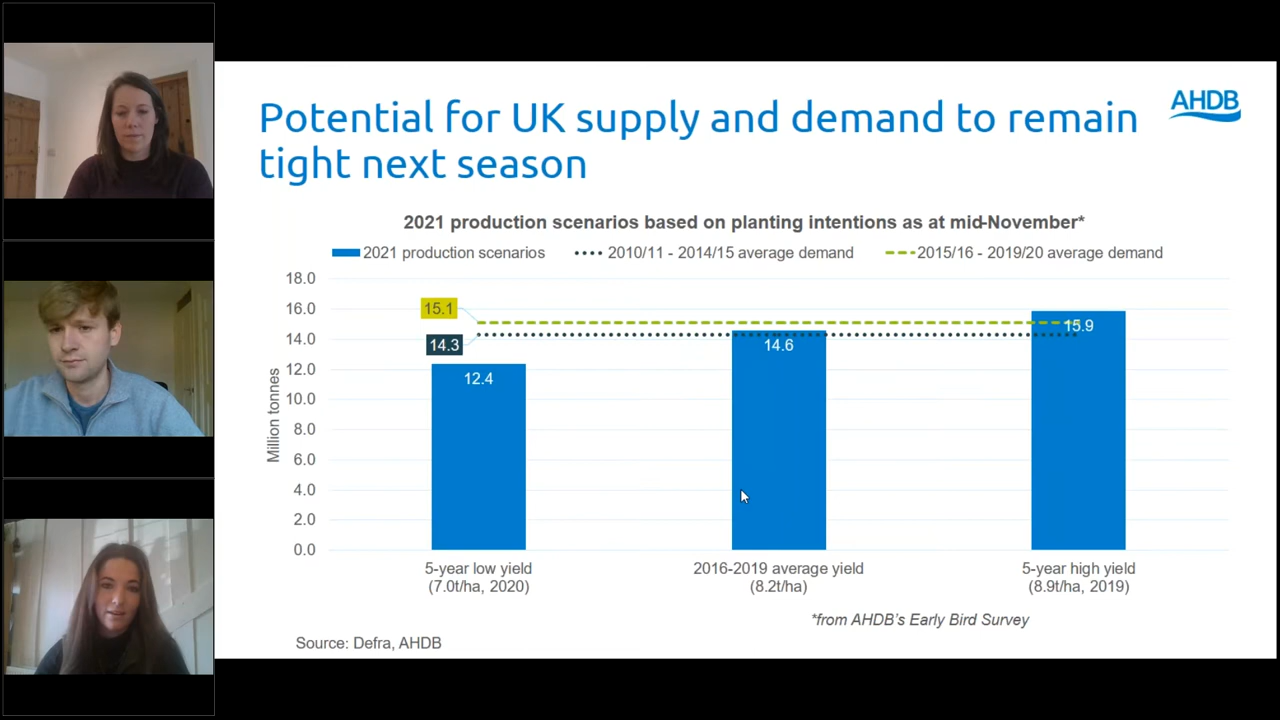 Potential for UK supply and demand to remain
tight next season
AHDB
2021 production scenarios based on planting intentions as at mid-November*
2021 production scenarios
2010/11 - 2014/15 average demand
2015/16 - 2019/20 average demand
Million tonnes
18.0
16.0
14.0
12.0
10.0
8.0
6.0
4.0
2.0
0.0
15.1
14.3
12.4
14.6
15.9
5-year low yield
(7.0t/ha, 2020)
2016-2019 average yield
(8.2t/ha)
5-year high yield
(8.9t/ha, 2019)
*from AHDB's Early Bird Survey
Source: Defra, AHDB